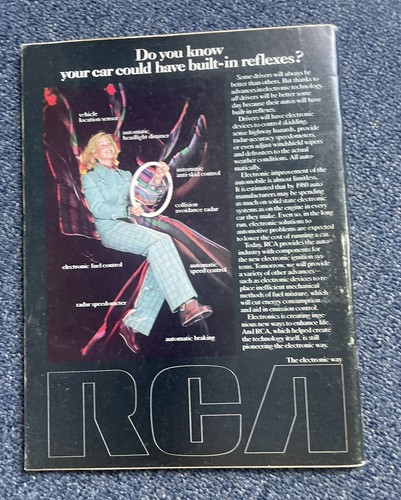 Do you know
your car could have built-in reflexes?
Some drivers will always be
better than others. But thanks to
advances in electronic technology,
all drivers will be better some
day because their autos will have
built-in reflexes.
Drivers will have electronic
devices to control skidding,
sense highway hazards, provide
radar-accuracy speedometers,
or even adjust windshield wipers
and defrosters to the actual
weather conditions. All auto-
matically.
Electronic improvement of the
automobile is almost limitless.
It is estimated that by 1980 auto
manufacturers may be spending
as much on solid state electronic
systems as on the engine in every
car they make. Even so, in the long
run, electronic solutions to
automotive problems are expected
to lower the cost of running a car.
Today, RCA provides the auto
industry with components for
the new electronic ignition sys-
tems. Tomorrow, we will provide
a variety of other advances—
such as electronic devices to re-
place inefficient mechanical
methods of fuel mixture, which
will cut energy consumption
and aid in emission control.
Electronics is creating inge-
nious new ways to enhance life.
And RCA, which helped create
the technology itself, is still
pioneering the electronic way.
The electronic way
vehicle
location sensor
automatic
headlight dimmer
automatic
anti-skid control
collision
avoidance radar
electronic fuel control
automatic
speed control
radar speedometer
automatic braking
RCA